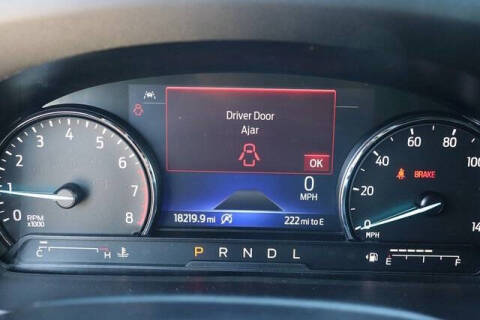 Driver Door
Ajar
OK
0
MPH
18219.9 mi
222 mi to E
0 1 2 3 4 5 6 7 8
RPM
x1000
0 20 40 60 80 100 14
MPH
BRAKE
C H
P R N D L
E F